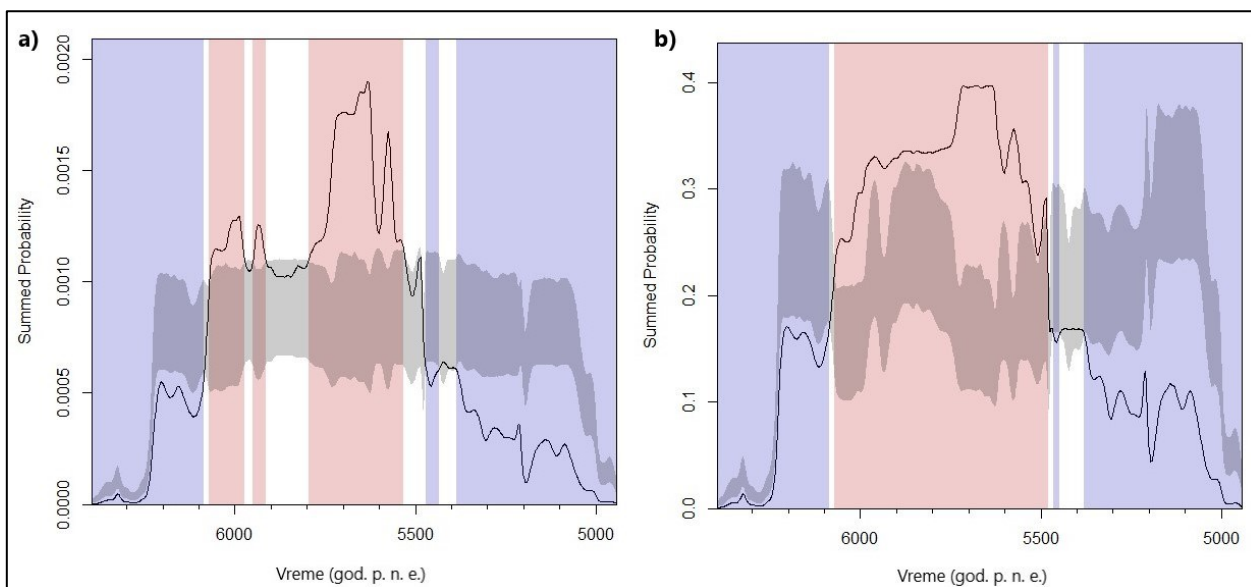 a)
0.0020
0.0015
0.0010
0.0005
0.0000
Summed Probability
6000
5500
5000
Vreme (god. p. n. e.)
b)
0.4
0.3
0.2
0.1
0.0
Summed Probability
6000
5500
5000
Vreme (god. p. n. e.)